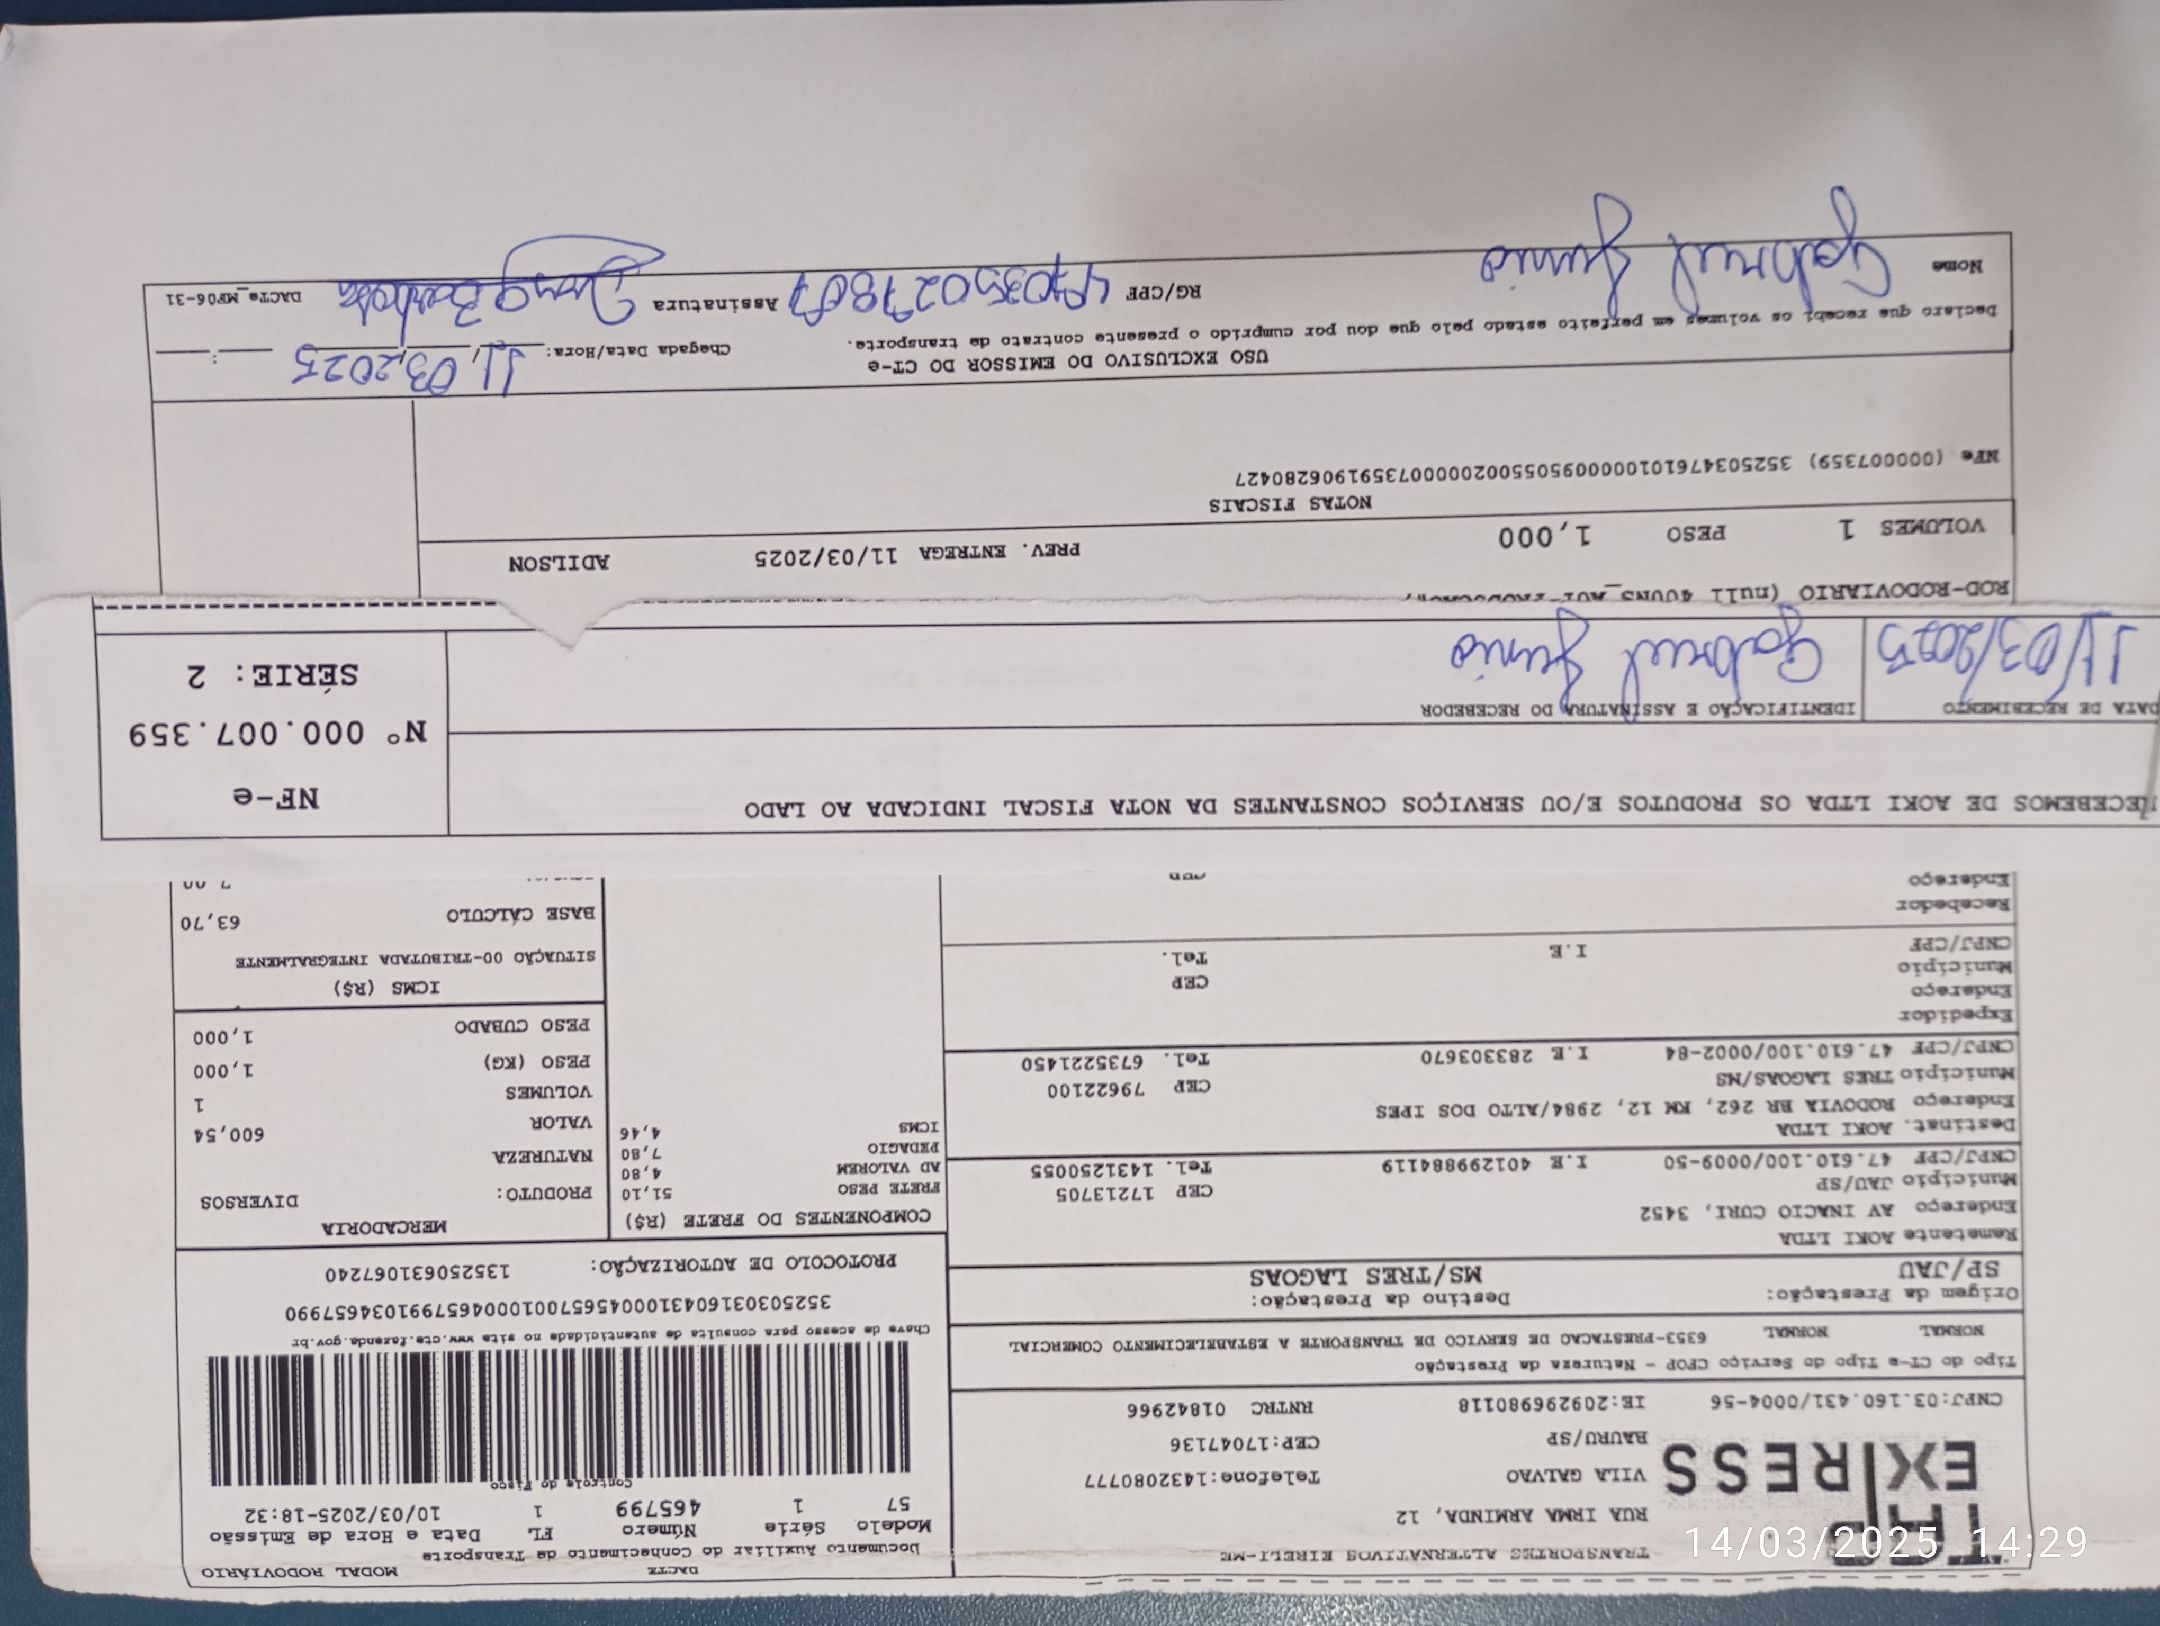 DACTE
MODAL RODOVIÁRIO
TRANSPORTES ALTERNATIVOS EIRELI-ME
Documento Auxiliar do Conhecimento de Transporte
TAP
EXPRESS
RUA IRMA ARMINDA, 12
VILA GALVAO Telefone:1432080777
BAURU/SP CEP:17047136
CNPJ:03.160.431/0004-56 IE:209296980118 RNTRC 01842966
Modelo Série Número FL Data e Hora de Emissão
57 1 465799 1 10/03/2025-18:32
Controle do Fisco
Tipo do CT-e Tipo do Serviço CFOP - Natureza da Prestação
NORMAL NORMAL 6353-PRESTACAO DE SERVICO DE TRANSPORTE A ESTABELECIMENTO COMERCIAL
Chave de acesso para consulta de autenticidade no site www.cte.fazenda.gov.br
35250303160431000456570010004657991034657990
PROTOCOLO DE AUTORIZAÇÃO: 135250631067240
Origem da Prestação: Destino da Prestação:
SP/JAU MS/TRES LAGOAS
Remetente AOKI LTDA
Endereço AV INACIO CURI, 3452
Município JAU/SP CEP 17213705
CNPJ/CPF 47.610.100/0009-50 I.E 401299884119 Tel. 1431250055
Destinat. AOKI LTDA
Endereço RODOVIA BR 262, KM 12, 2984/ALTO DOS IPES
Município TRES LAGOAS/MS CEP 79622100
CNPJ/CPF 47.610.100/0002-84 I.E 283303670 Tel. 6735221450
Expedidor
Endereço
Município CEP
CNPJ/CPF I.E Tel.
Recebedor
Endereço
CEP
COMPONENTES DO FRETE (R$)
FRETE PESO 51,10
AD VALOREM 4,80
PEDAGIO 7,80
ICMS 4,46
MERCADORIA
PRODUTO: DIVERSOS
NATUREZA
VALOR 600,54
VOLUMES 1
PESO (KG) 1,000
PESO CUBADO 1,000
ICMS (R$)
SITUAÇÃO 00-TRIBUTADA INTEGRALMENTE
BASE CÁLCULO 63,70
7,00
RECEBEMOS DE AOKI LTDA OS PRODUTOS E/OU SERVIÇOS CONSTANTES DA NOTA FISCAL INDICADA AO LADO
NF-e
Nº 000.007.359
SÉRIE: 2
DATA DE RECEBIMENTO IDENTIFICAÇÃO E ASSINATURA DO RECEBEDOR
11/03/2025 Gabriel Junio
ROD-RODOVIARIO (null
VOLUMES 1 PESO 1,000 PREV. ENTREGA 11/03/2025 ADILSON
NOTAS FISCAIS
NFe (000007359) 35250347610100000950550020000073591906280427
USO EXCLUSIVO DO EMISSOR DO CT-e
Declaro que recebi os volumes em perfeito estado pelo que dou por cumprido o presente contrato de transporte.
Chegada Data/Hora: 11,03,2025 __:__
Nome Gabriel Junio RG/CPF Assinatura DACTe_MF06-31
14/03/2025 14:29